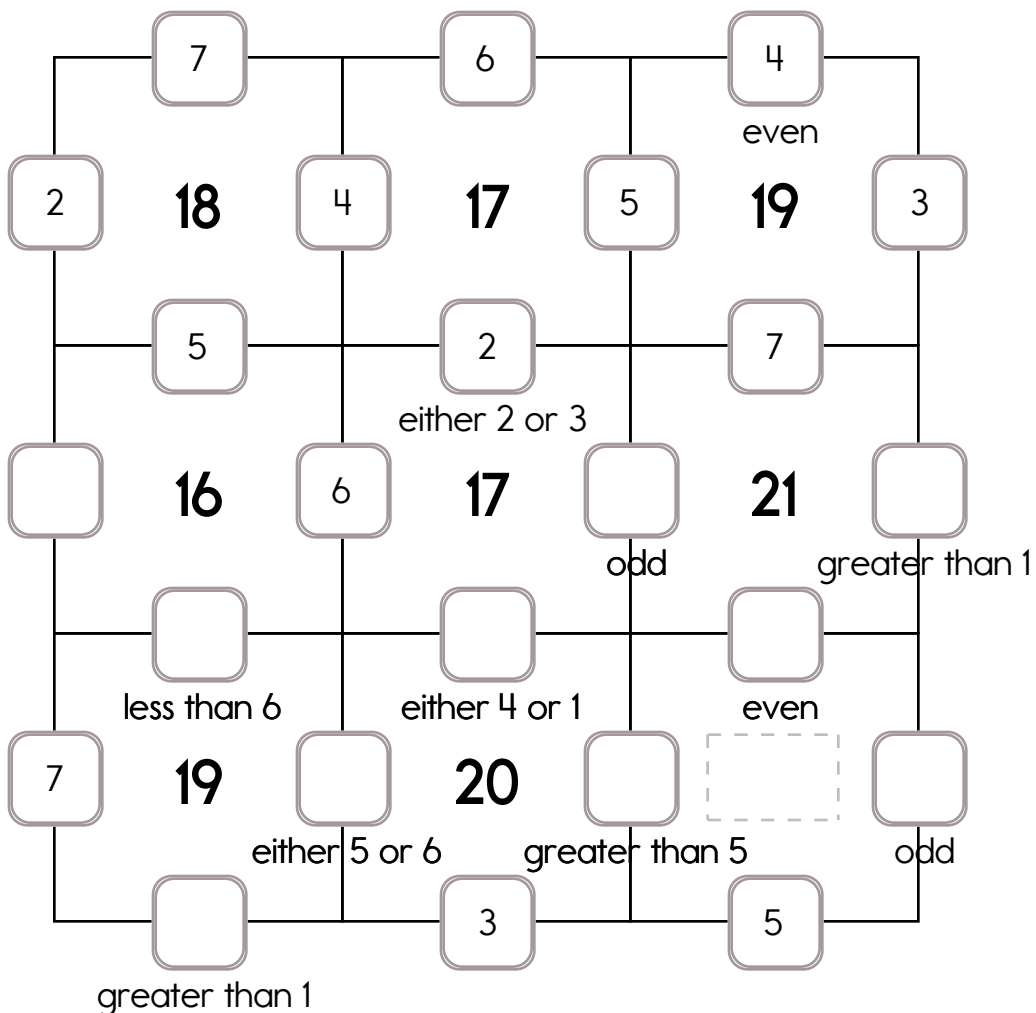 7 6 4
even
2 18 4 17 5 19 3
5 2 7
either 2 or 3
16 6 17 21
odd greater than 1
less than 6 either 4 or 1 even
7 19 20
either 5 or 6 greater than 5 odd
3 5
greater than 1